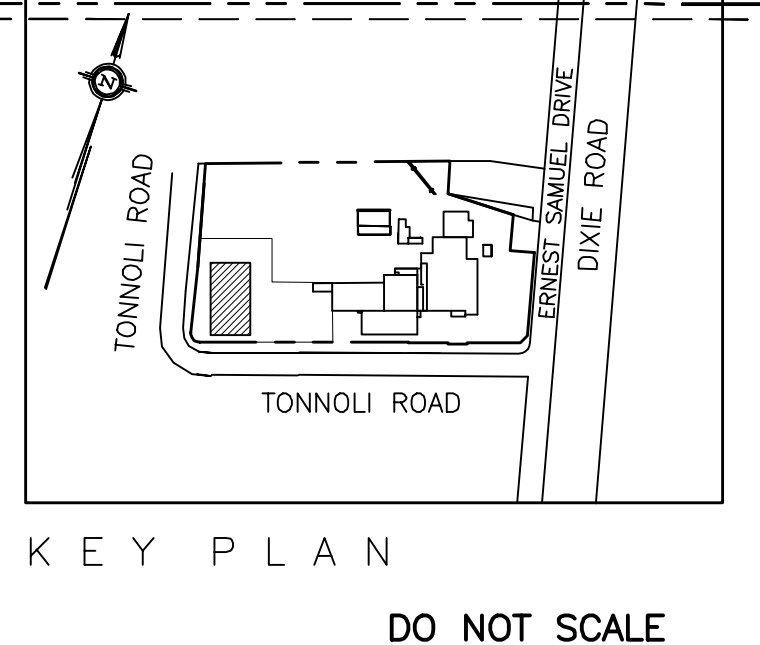 N
TONNOLI ROAD
ERNEST SAMUEL DRIVE
DIXIE ROAD
TONNOLI ROAD
KEY PLAN
DO NOT SCALE